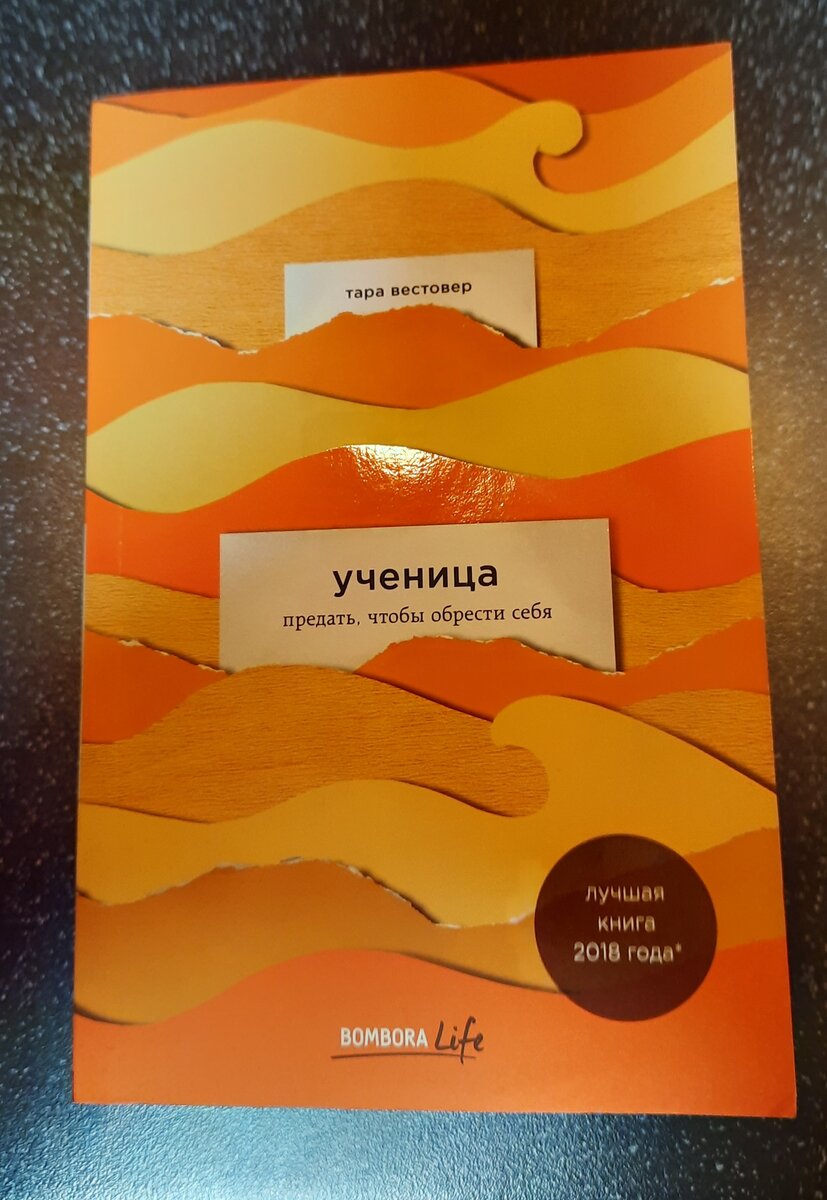 тара вестовер
ученица
предать, чтобы обрести себя
лучшая
книга
2018 года*
BOMBORA Life